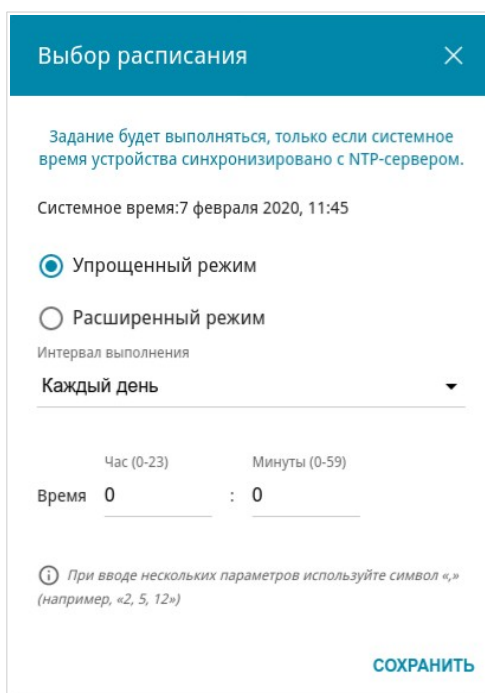 Выбор расписания
Задание будет выполняться, только если системное
время устройства синхронизировано с NTP-сервером.
Системное время:7 февраля 2020, 11:45
Упрощенный режим
Расширенный режим
Интервал выполнения
Каждый день
Час (0-23) Минуты (0-59)
Время 0 : 0
При вводе нескольких параметров используйте символ «,»
(например, «2, 5, 12»)
СОХРАНИТЬ